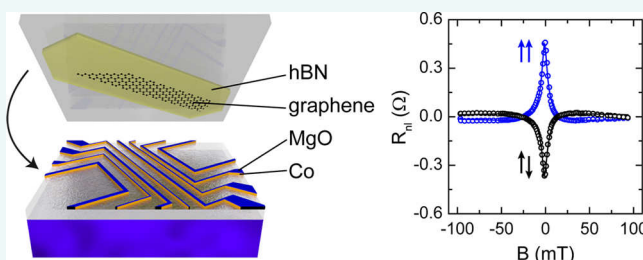 hBN
graphene
MgO
Co
R_nl (Ω)
0.6
0.3
0.0
-0.3
-0.6
↑↑
↑↓
-100 -50 0 50 100
B (mT)